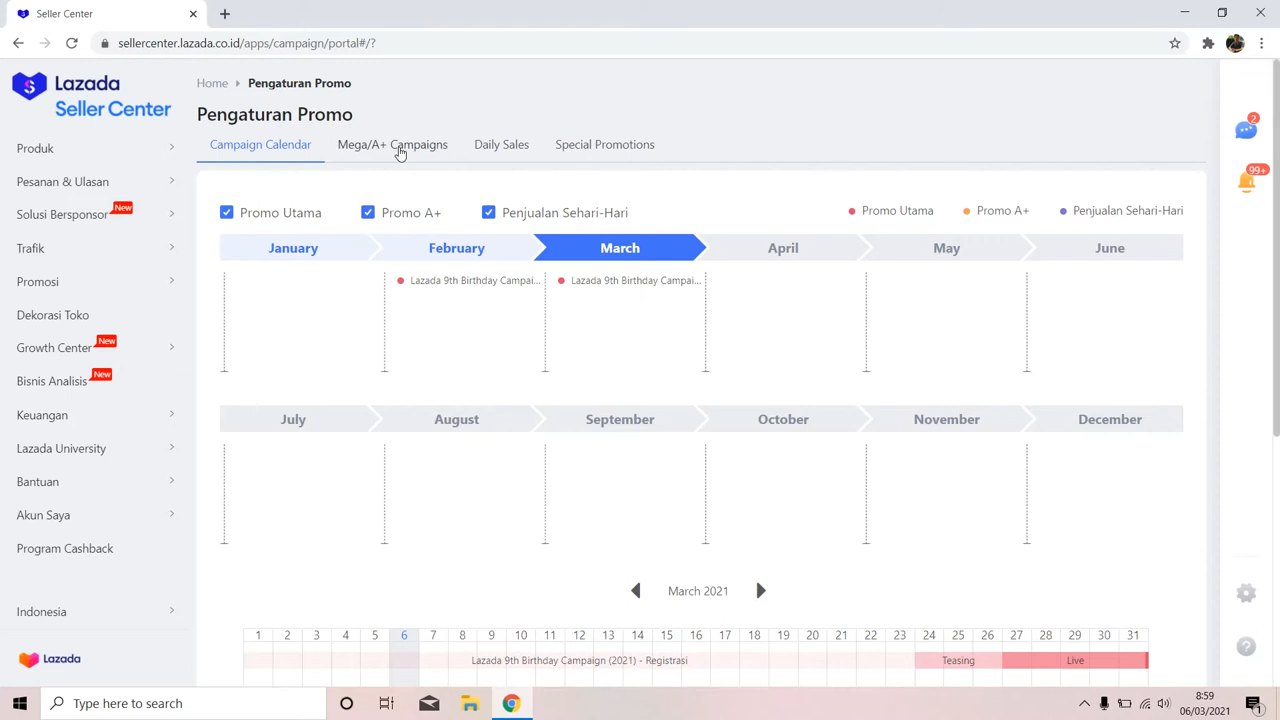 Seller Center
sellercenter.lazada.co.id/apps/campaign/portal#/?
Lazada
Seller Center
Home
Pengaturan Promo
Pengaturan Promo
Campaign Calendar
Mega/A+ Campaigns
Daily Sales
Special Promotions
Produk
Pesanan & Ulasan
Solusi Bersponsor
New
Trafik
Promosi
Dekorasi Toko
Growth Center
New
Bisnis Analisis
New
Keuangan
Lazada University
Bantuan
Akun Saya
Program Cashback
Indonesia
Lazada
Promo Utama
Promo A+
Penjualan Sehari-Hari
Promo Utama
Promo A+
Penjualan Sehari-Hari
January February March April May June
Lazada 9th Birthday Campai...
Lazada 9th Birthday Campai...
July August September October November December
March 2021
1 2 3 4 5 6 7 8 9 10 11 12 13 14 15 16 17 18 19 20 21 22 23 24 25 26 27 28 29 30 31
Lazada 9th Birthday Campaign (2021) - Registrasi
Teasing
Live
2
99+
Type here to search
8:59
06/03/2021
1